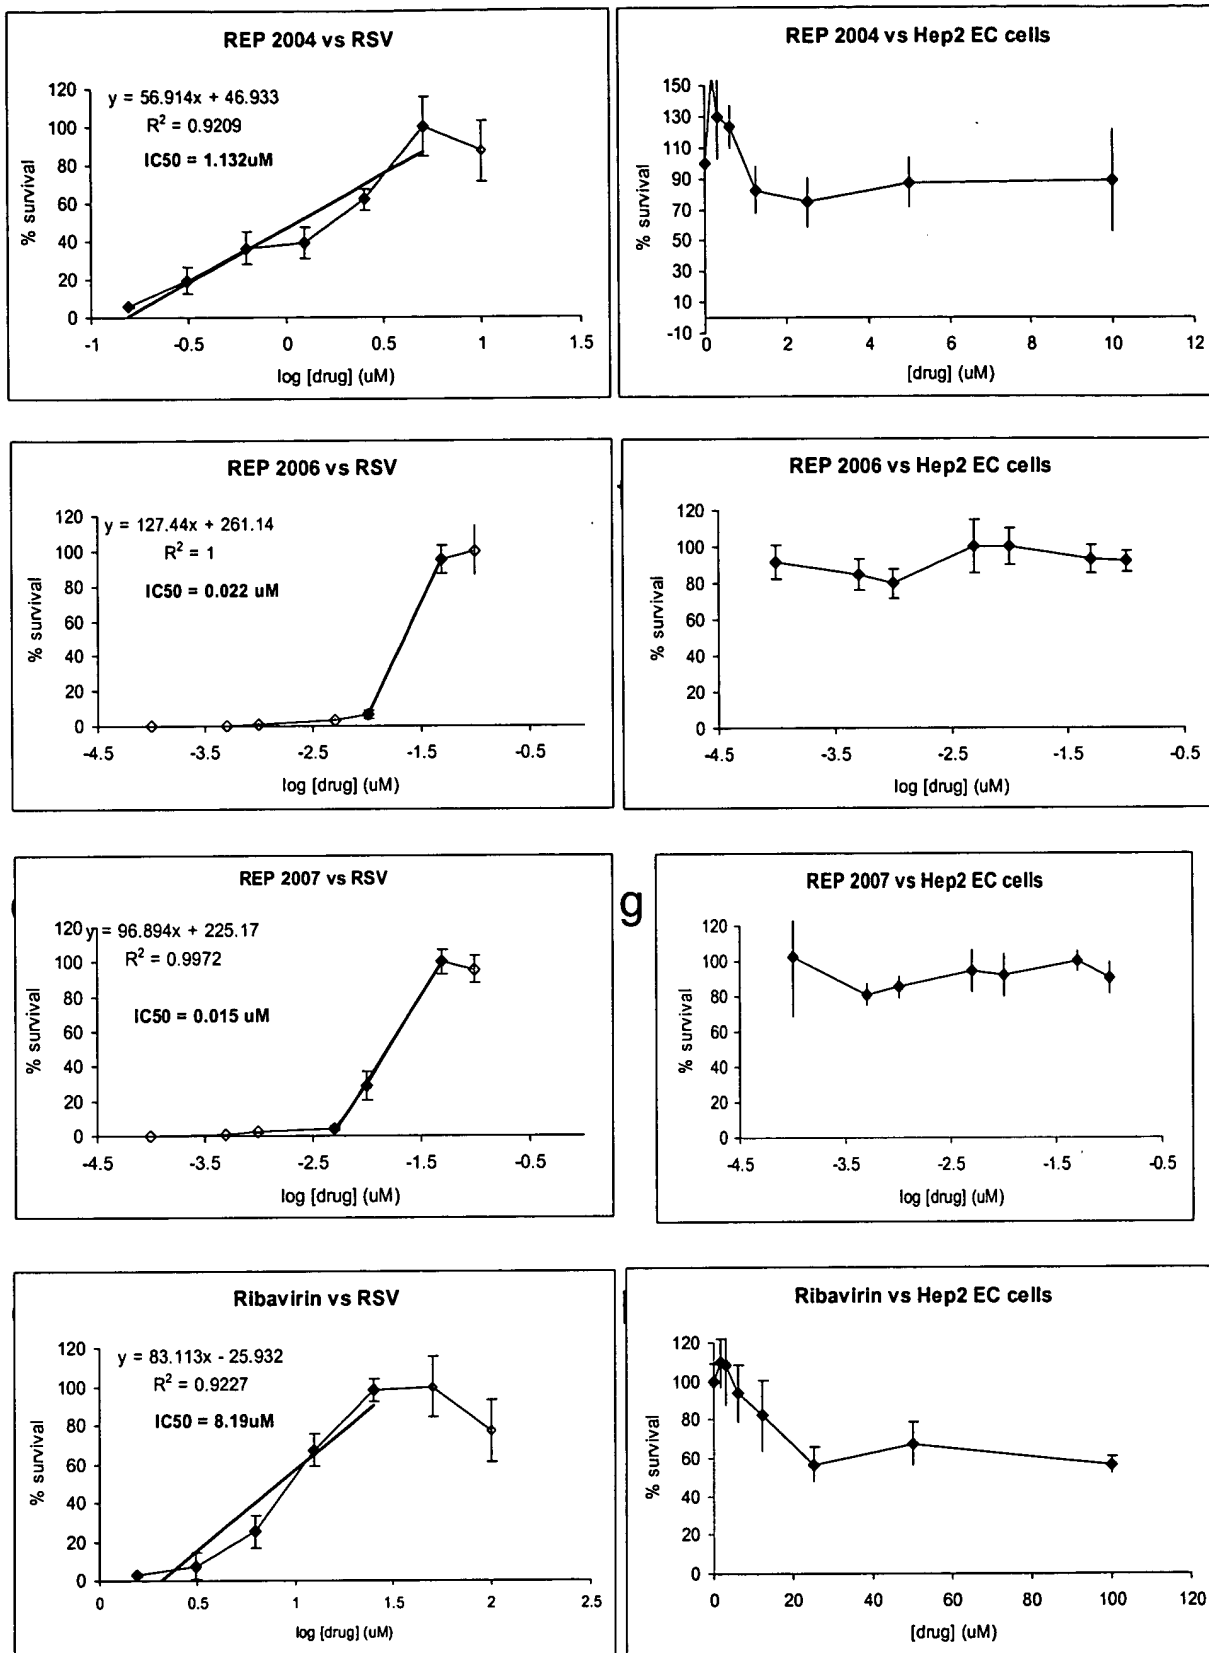 REP 2004 vs RSV
y = 56.914x + 46.933
R² = 0.9209
IC50 = 1.132uM
% survival
120
100
80
60
40
20
0
-1 -0.5 0 0.5 1 1.5
log [drug] (uM)
REP 2004 vs Hep2 EC cells
% survival
150
130
110
90
70
50
30
10
-10
0 2 4 6 8 10 12
[drug] (uM)
REP 2006 vs RSV
y = 127.44x + 261.14
R² = 1
IC50 = 0.022 uM
% survival
120
100
80
60
40
20
0
-4.5 -3.5 -2.5 -1.5 -0.5
log [drug] (uM)
REP 2006 vs Hep2 EC cells
% survival
120
100
80
60
40
20
0
-4.5 -3.5 -2.5 -1.5 -0.5
log [drug] (uM)
REP 2007 vs RSV
y = 96.894x + 225.17
R² = 0.9972
IC50 = 0.015 uM
% survival
120
100
80
60
40
20
0
-4.5 -3.5 -2.5 -1.5 -0.5
log [drug] (uM)
g
REP 2007 vs Hep2 EC cells
% survival
120
100
80
60
40
20
0
-4.5 -3.5 -2.5 -1.5 -0.5
log [drug] (uM)
Ribavirin vs RSV
y = 83.113x - 25.932
R² = 0.9227
IC50 = 8.19uM
% survival
120
100
80
60
40
20
0
0 0.5 1 1.5 2 2.5
log [drug] (uM)
Ribavirin vs Hep2 EC cells
% survival
120
100
80
60
40
20
0
0 20 40 60 80 100 120
[drug] (uM)